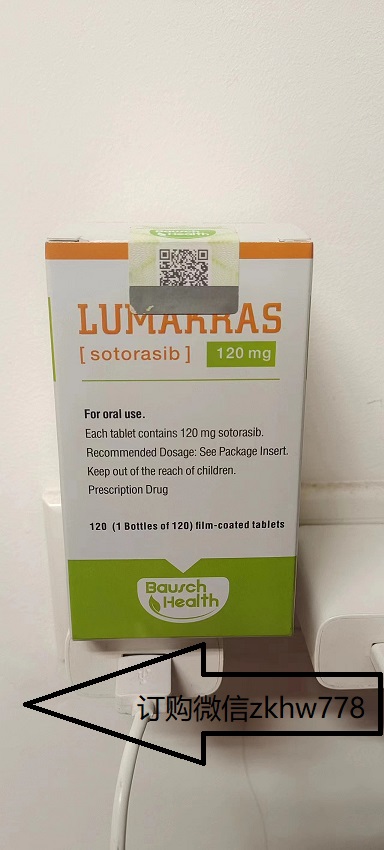 Bausch
Health
LUMAKRAS
[ sotorasib ] 120 mg
For oral use.
Each tablet contains 120 mg sotorasib.
Recommended Dosage: See Package Insert.
Keep out of the reach of children.
Prescription Drug
120 (1 Bottles of 120) film-coated tablets
Bausch
Health
订购微信zkhw778